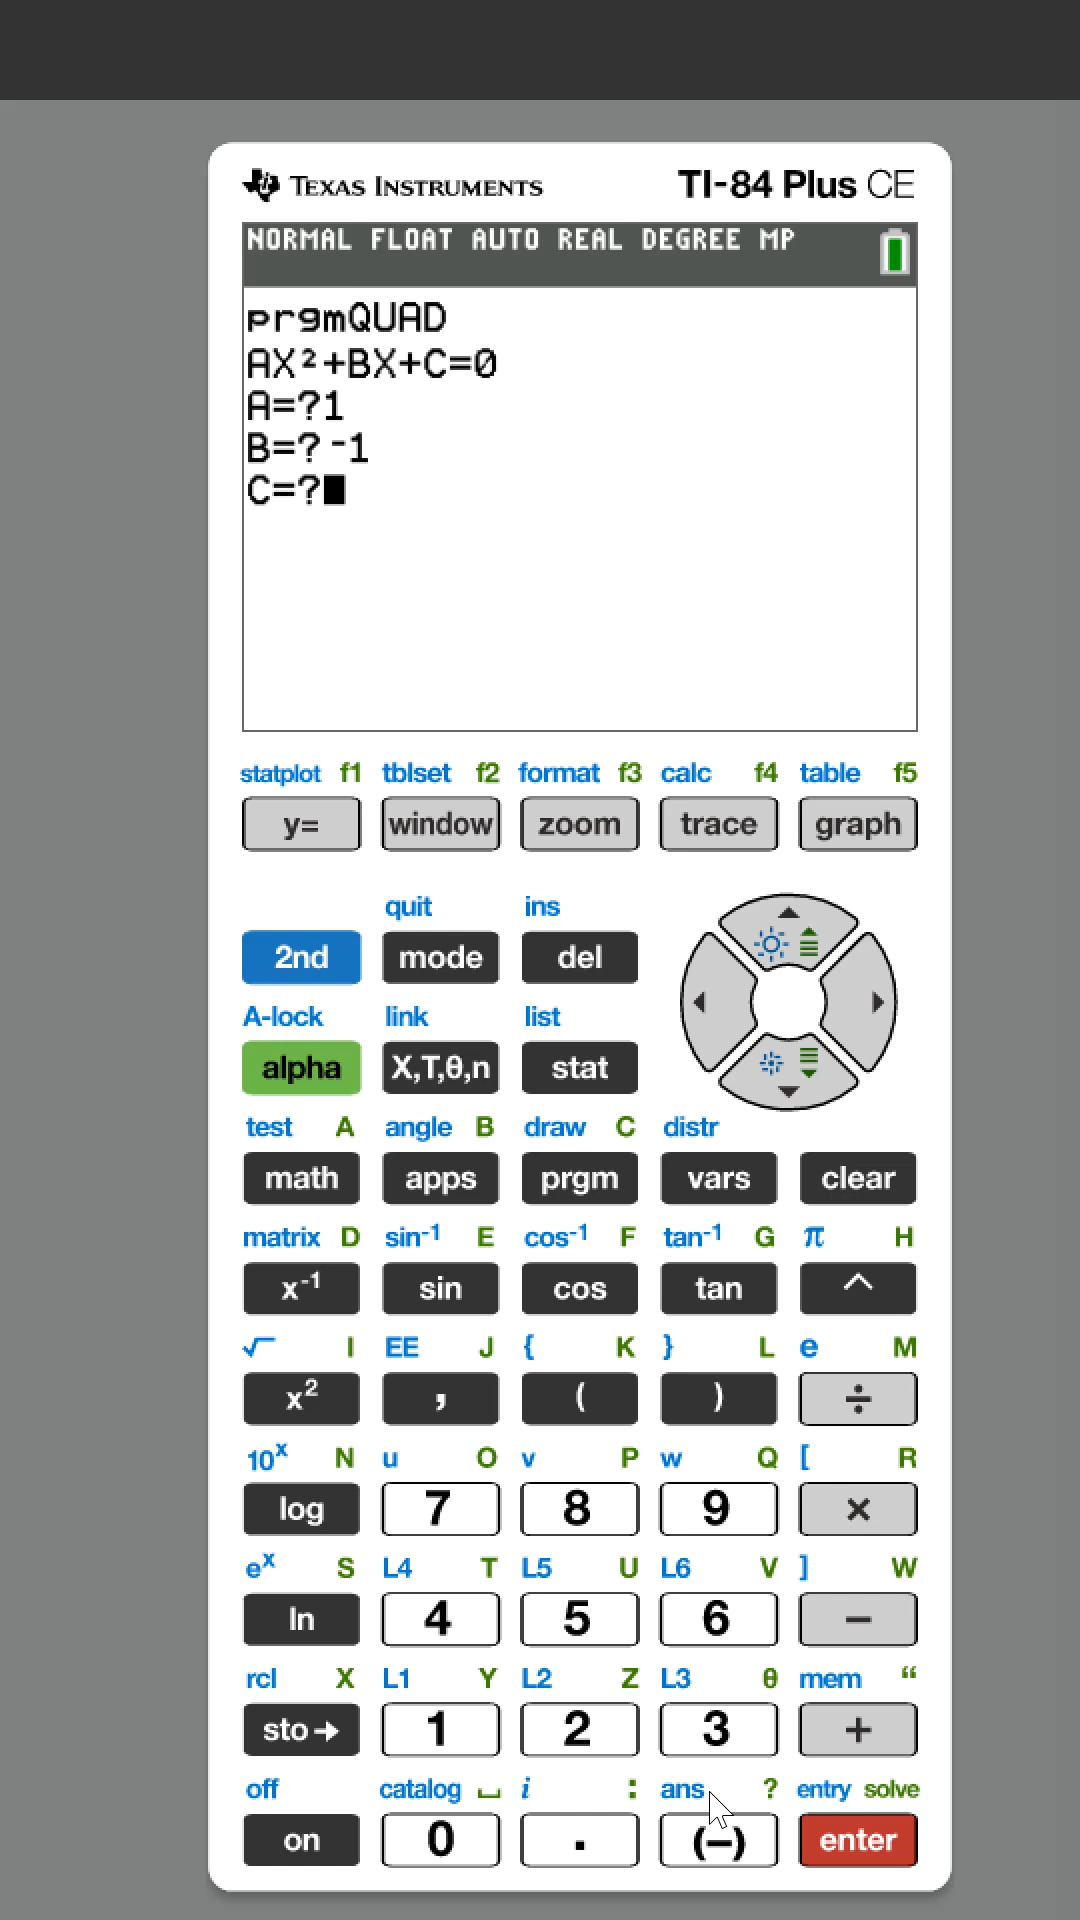 TEXAS INSTRUMENTS TI-84 Plus CE
NORMAL FLOAT AUTO REAL DEGREE MP
prgmQUAD
AX²+BX+C=0
A=?1
B=?-1
C=?
statplot f1 tblset f2 format f3 calc f4 table f5
y= window zoom trace graph
quit ins
2nd mode del
A-lock link list
alpha X,T,θ,n stat
test A angle B draw C distr
math apps prgm vars clear
matrix D sin⁻¹ E cos⁻¹ F tan⁻¹ G π H
x⁻¹ sin cos tan ^
√ I EE J { K } L e M
x² , ( ) ÷
10ˣ N u O v P w Q [ R
log 7 8 9 ×
eˣ S L4 T L5 U L6 V ] W
ln 4 5 6 −
rcl X L1 Y L2 Z L3 θ mem “
sto→ 1 2 3 +
off catalog ⎵ i : ans ? entry solve
on 0 . (−) enter